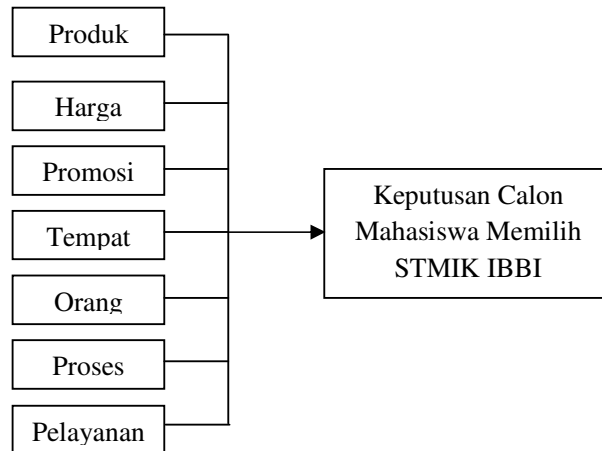 Produk
Harga
Promosi
Tempat
Orang
Proses
Pelayanan
Keputusan Calon
Mahasiswa Memilih
STMIK IBBI